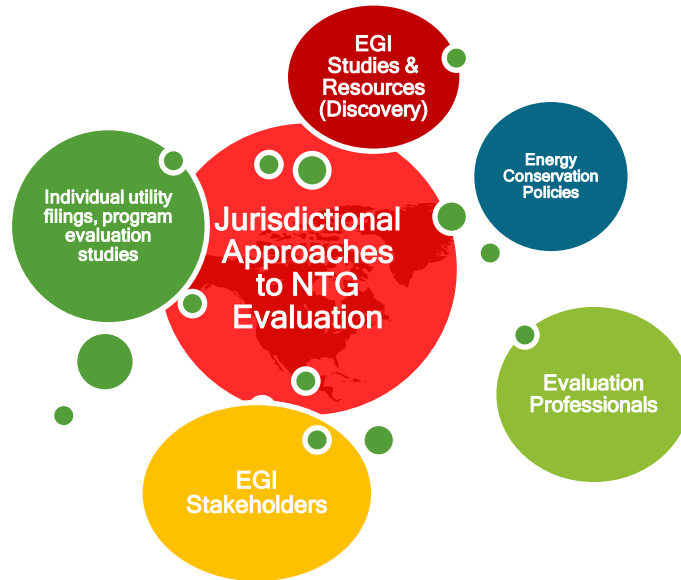 EGI
Studies &
Resources
(Discovery)
Energy
Conservation
Policies
Individual utility
filings, program
evaluation
studies
Jurisdictional
Approaches
to NTG
Evaluation
Evaluation
Professionals
EGI
Stakeholders